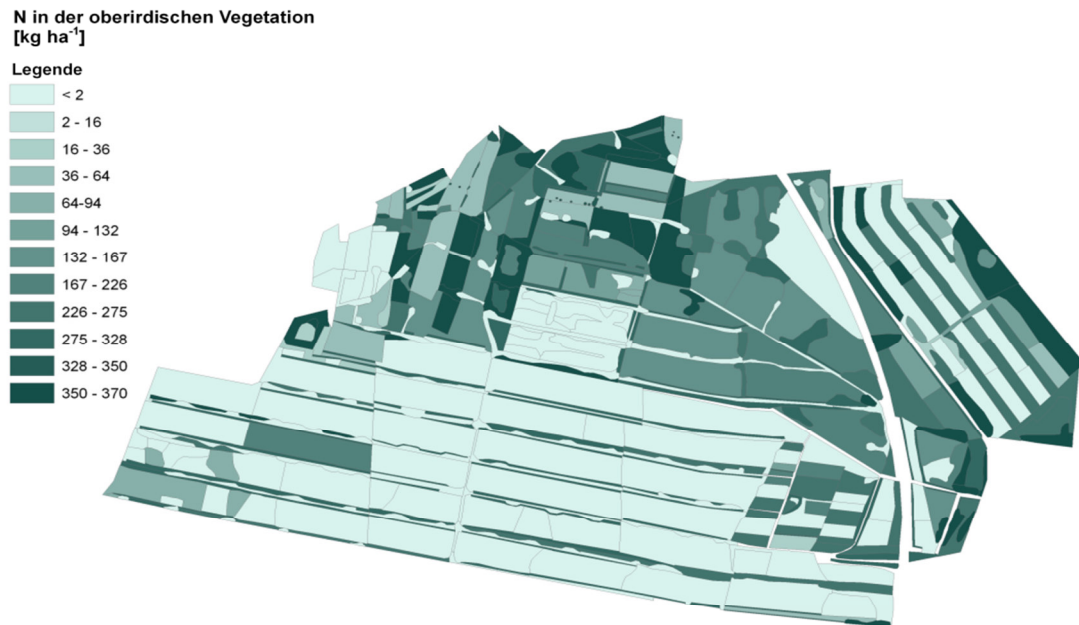 N in der oberirdischen Vegetation
[kg ha⁻¹]
Legende
< 2
2 - 16
16 - 36
36 - 64
64-94
94 - 132
132 - 167
167 - 226
226 - 275
275 - 328
328 - 350
350 - 370